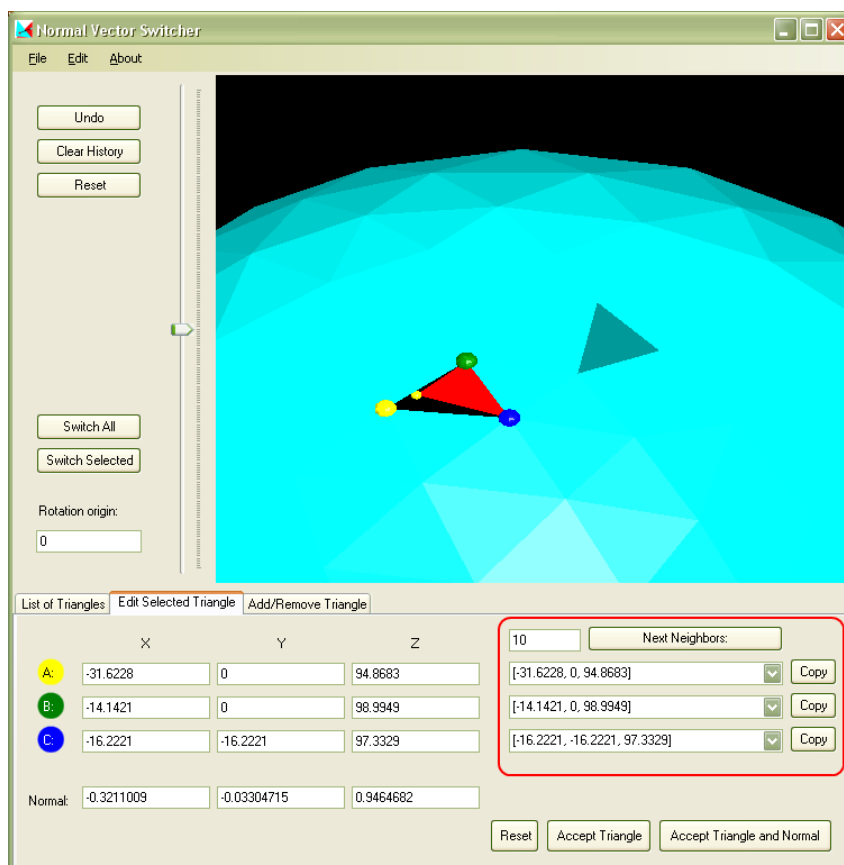 Normal Vector Switcher
File Edit About
Undo
Clear History
Reset
Switch All
Switch Selected
Rotation origin:
0
List of Triangles Edit Selected Triangle Add/Remove Triangle
X Y Z
10 Next Neighbors:
A: -31.6228 0 94.8683 [-31.6228, 0, 94.8683] Copy
B: -14.1421 0 98.9949 [-14.1421, 0, 98.9949] Copy
C: -16.2221 -16.2221 97.3329 [-16.2221, -16.2221, 97.3329] Copy
Normal: -0.3211009 -0.03304715 0.9464682
Reset Accept Triangle Accept Triangle and Normal